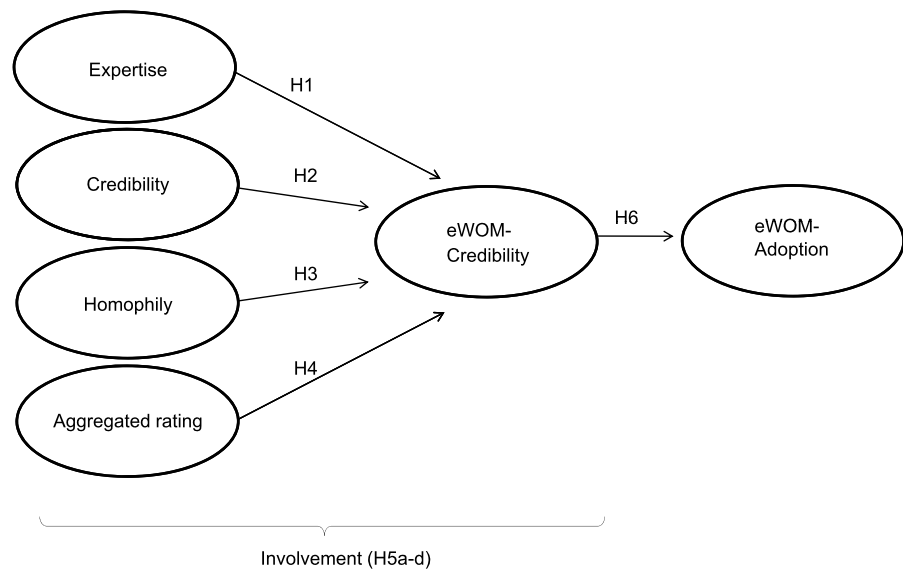 Expertise
H1
Credibility
H2
eWOM-
Credibility
H6
eWOM-
Adoption
Homophily
H3
H4
Aggregated rating
Involvement (H5a-d)